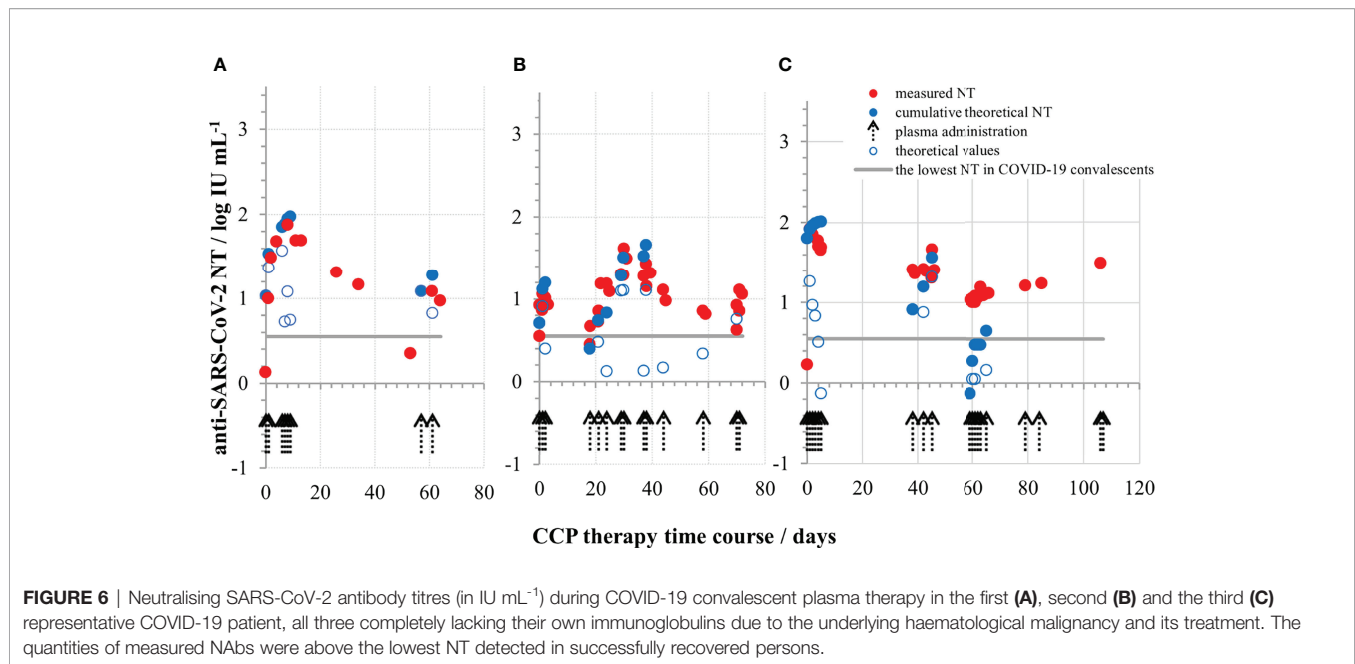 A
B
C
measured NT
cumulative theoretical NT
plasma administration
theoretical values
the lowest NT in COVID-19 convalescents
anti-SARS-CoV-2 NT / log IU mL-1
3
2
1
0
-1
0 20 40 60 80
3
2
1
0
-1
0 20 40 60 80
3
2
1
0
-1
0 20 40 60 80 100 120
CCP therapy time course / days
FIGURE 6 | Neutralising SARS-CoV-2 antibody titres (in IU mL-1) during COVID-19 convalescent plasma therapy in the first (A), second (B) and the third (C)
representative COVID-19 patient, all three completely lacking their own immunoglobulins due to the underlying haematological malignancy and its treatment. The
quantities of measured NAbs were above the lowest NT detected in successfully recovered persons.